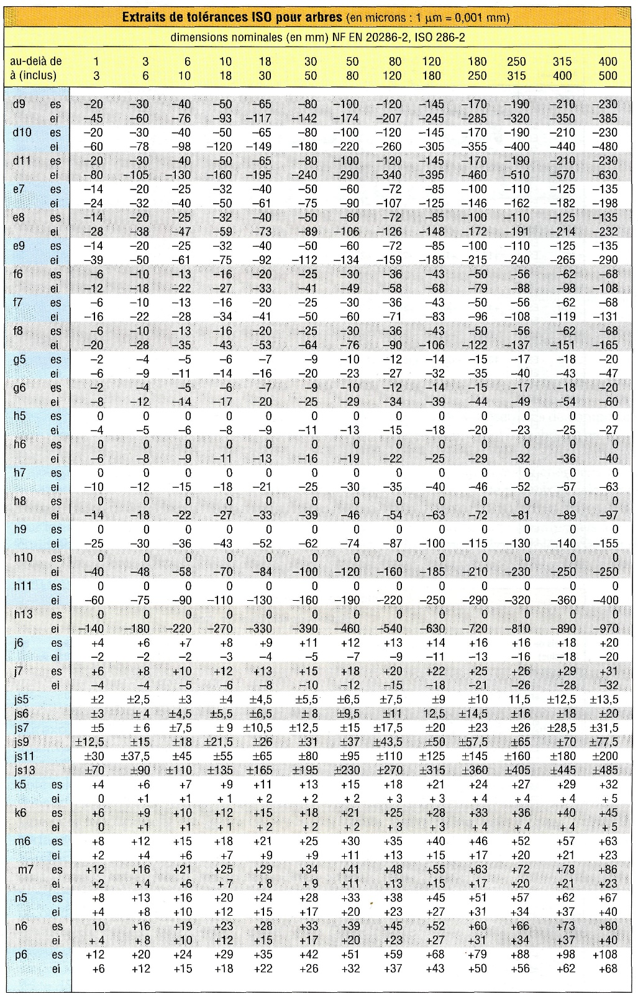 Extraits de tolérances ISO pour arbres (en microns : 1 µm = 0,001 mm)
dimensions nominales (en mm) NF EN 20286-2, ISO 286-2
au-delà de 1 3 6 10 18 30 50 80 120 180 250 315 400
à (inclus) 3 6 10 18 30 50 80 120 180 250 315 400 500
d9 es –20 –30 –40 –50 –65 –80 –100 –120 –145 –170 –190 –210 –230
ei –45 –60 –76 –93 –117 –142 –174 –207 –245 –285 –320 –350 –385
d10 es –20 –30 –40 –50 –65 –80 –100 –120 –145 –170 –190 –210 –230
ei –60 –78 –98 –120 –149 –180 –220 –260 –305 –355 –400 –440 –480
d11 es –20 –30 –40 –50 –65 –80 –100 –120 –145 –170 –190 –210 –230
ei –80 –105 –130 –160 –195 –240 –290 –340 –395 –460 –510 –570 –630
e7 es –14 –20 –25 –32 –40 –50 –60 –72 –85 –100 –110 –125 –135
ei –24 –32 –40 –50 –61 –75 –90 –107 –125 –146 –162 –182 –198
e8 es –14 –20 –25 –32 –40 –50 –60 –72 –85 –100 –110 –125 –135
ei –28 –38 –47 –59 –73 –89 –106 –126 –148 –172 –191 –214 –232
e9 es –14 –20 –25 –32 –40 –50 –60 –72 –85 –100 –110 –125 –135
ei –39 –50 –61 –75 –92 –112 –134 –159 –185 –215 –240 –265 –290
f6 es –6 –10 –13 –16 –20 –25 –30 –36 –43 –50 –56 –62 –68
ei –12 –18 –22 –27 –33 –41 –49 –58 –68 –79 –88 –98 –108
f7 es –6 –10 –13 –16 –20 –25 –30 –36 –43 –50 –56 –62 –68
ei –16 –22 –28 –34 –41 –50 –60 –71 –83 –96 –108 –119 –131
f8 es –6 –10 –13 –16 –20 –25 –30 –36 –43 –50 –56 –62 –68
ei –20 –28 –35 –43 –53 –64 –76 –90 –106 –122 –137 –151 –165
g5 es –2 –4 –5 –6 –7 –9 –10 –12 –14 –15 –17 –18 –20
ei –6 –9 –11 –14 –16 –20 –23 –27 –32 –35 –40 –43 –47
g6 es –2 –4 –5 –6 –7 –9 –10 –12 –14 –15 –17 –18 –20
ei –8 –12 –14 –17 –20 –25 –29 –34 –39 –44 –49 –54 –60
h5 es 0 0 0 0 0 0 0 0 0 0 0 0 0
ei –4 –5 –6 –8 –9 –11 –13 –15 –18 –20 –23 –25 –27
h6 es 0 0 0 0 0 0 0 0 0 0 0 0 0
ei –6 –8 –9 –11 –13 –16 –19 –22 –25 –29 –32 –36 –40
h7 es 0 0 0 0 0 0 0 0 0 0 0 0 0
ei –10 –12 –15 –18 –21 –25 –30 –35 –40 –46 –52 –57 –63
h8 es 0 0 0 0 0 0 0 0 0 0 0 0 0
ei –14 –18 –22 –27 –33 –39 –46 –54 –63 –72 –81 –89 –97
h9 es 0 0 0 0 0 0 0 0 0 0 0 0 0
ei –25 –30 –36 –43 –52 –62 –74 –87 –100 –115 –130 –140 –155
h10 es 0 0 0 0 0 0 0 0 0 0 0 0 0
ei –40 –48 –58 –70 –84 –100 –120 –160 –185 –210 –230 –250 –250
h11 es 0 0 0 0 0 0 0 0 0 0 0 0 0
ei –60 –75 –90 –110 –130 –160 –190 –220 –250 –290 –320 –360 –400
h13 es 0 0 0 0 0 0 0 0 0 0 0 0 0
ei –140 –180 –220 –270 –330 –390 –460 –540 –630 –720 –810 –890 –970
j6 es +4 +6 +7 +8 +9 +11 +12 +13 +14 +16 +16 +18 +20
ei –2 –2 –2 –3 –4 –5 –7 –9 –11 –13 –16 –18 –20
j7 es +6 +8 +10 +12 +13 +15 +18 +20 +22 +25 +26 +29 +31
ei –4 –4 –5 –6 –8 –10 –12 –15 –18 –21 –26 –28 –32
js5 ±2 ±2,5 ±3 ±4 ±4,5 ±5,5 ±6,5 ±7,5 ±9 ±10 11,5 ±12,5 ±13,5
js6 ±3 ± 4 ±4,5 ±5,5 ±6,5 ± 8 ±9,5 ±11 12,5 ±14,5 ±16 ±18 ±20
js7 ±5 ± 6 ±7,5 ± 9 ±10,5 ±12,5 ±15 ±17,5 ±20 ±23 ±26 ±28,5 ±31,5
js9 ±12,5 ±15 ±18 ±21,5 ±26 ±31 ±37 ±43,5 ±50 ±57,5 ±65 ±70 ±77,5
js11 ±30 ±37,5 ±45 ±55 ±65 ±80 ±95 ±110 ±125 ±145 ±160 ±180 ±200
js13 ±70 ±90 ±110 ±135 ±165 ±195 ±230 ±270 ±315 ±360 ±405 ±445 ±485
k5 es +4 +6 +7 +9 +11 +13 +15 +18 +21 +24 +27 +29 +32
ei 0 +1 +1 + 1 + 2 + 2 + 2 + 3 + 3 + 4 + 4 + 4 + 5
k6 es +6 +9 +10 +12 +15 +18 +21 +25 +28 +33 +36 +40 +45
ei 0 +1 +1 + 1 + 2 + 2 + 2 + 3 + 3 + 4 + 4 + 4 + 5
m6 es +8 +12 +15 +18 +21 +25 +30 +35 +40 +46 +52 +57 +63
ei +2 +4 +6 +7 +9 +9 +11 +13 +15 +17 +20 +21 +23
m7 es +12 +16 +21 +25 +29 +34 +41 +48 +55 +63 +72 +78 +86
ei +2 + 4 +6 + 7 + 8 + 9 +11 +13 +15 +17 +20 +21 +23
n5 es +8 +13 +16 +20 +24 +28 +33 +38 +45 +51 +57 +62 +67
ei +4 +8 +10 +12 +15 +17 +20 +23 +27 +31 +34 +37 +40
n6 es 10 +16 +19 +23 +28 +33 +39 +45 +52 +60 +66 +73 +80
ei + 4 + 8 +10 +12 +15 +17 +20 +23 +27 +31 +34 +37 +40
p6 es +12 +20 +24 +29 +35 +42 +51 +59 +68 +79 +88 +98 +108
ei +6 +12 +15 +18 +22 +26 +32 +37 +43 +50 +56 +62 +68